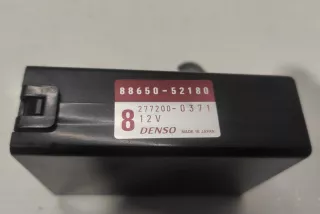 88650-52180
8 277200-0371
12V
DENSO MADE IN JAPAN